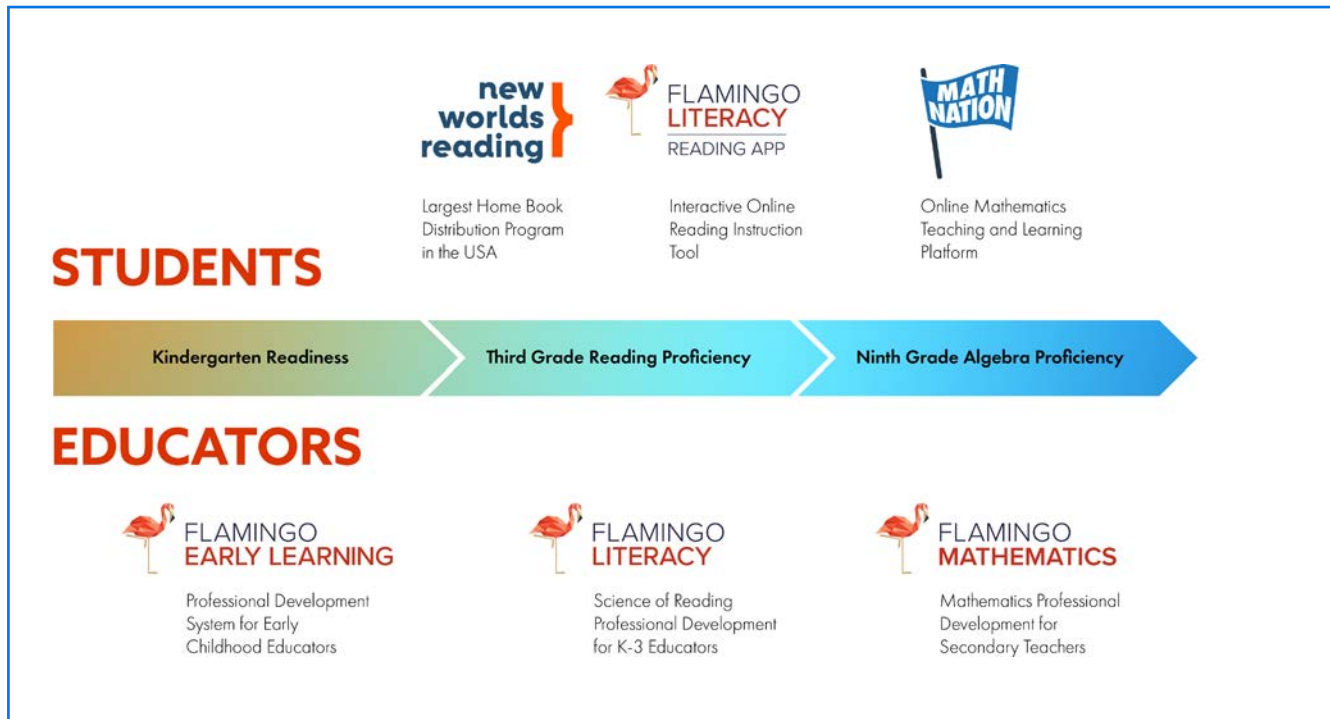 new
worlds
reading
FLAMINGO
LITERACY
READING APP
MATH
NATION
Largest Home Book
Distribution Program
in the USA
Interactive Online
Reading Instruction
Tool
Online Mathematics
Teaching and Learning
Platform
STUDENTS
Kindergarten Readiness
Third Grade Reading Proficiency
Ninth Grade Algebra Proficiency
EDUCATORS
FLAMINGO
EARLY LEARNING
Professional Development
System for Early
Childhood Educators
FLAMINGO
LITERACY
Science of Reading
Professional Development
for K-3 Educators
FLAMINGO
MATHEMATICS
Mathematics Professional
Development for
Secondary Teachers